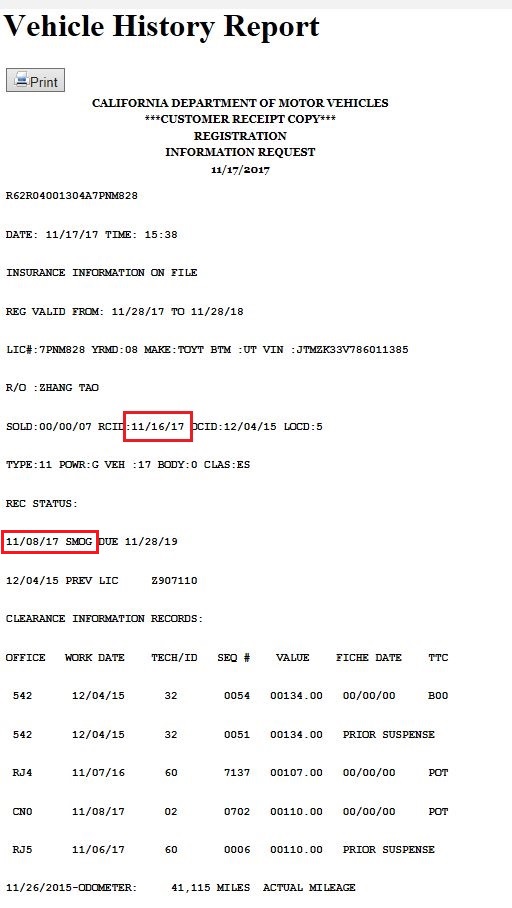 Vehicle History Report
Print
CALIFORNIA DEPARTMENT OF MOTOR VEHICLES
***CUSTOMER RECEIPT COPY***
REGISTRATION
INFORMATION REQUEST
11/17/2017
R62R04001304A7PNM828
DATE: 11/17/17 TIME: 15:38
INSURANCE INFORMATION ON FILE
REG VALID FROM: 11/28/17 TO 11/28/18
LIC#:7PNM828 YRMD:08 MAKE:TOYT BTM :UT VIN :JTMZK33V786011385
R/O :ZHANG TAO
SOLD:00/00/07 RCID:11/16/17 OCID:12/04/15 LOCD:5
TYPE:11 POWR:G VEH :17 BODY:0 CLAS:ES
REC STATUS:
11/08/17 SMOG DUE 11/28/19
12/04/15 PREV LIC Z907110
CLEARANCE INFORMATION RECORDS:
OFFICE WORK DATE TECH/ID SEQ # VALUE FICHE DATE TTC
542 12/04/15 32 0054 00134.00 00/00/00 B00
542 12/04/15 32 0051 00134.00 PRIOR SUSPENSE
RJ4 11/07/16 60 7137 00107.00 00/00/00 POT
CN0 11/08/17 02 0702 00110.00 00/00/00 POT
RJ5 11/06/17 60 0006 00110.00 PRIOR SUSPENSE
11/26/2015-ODOMETER: 41,115 MILES ACTUAL MILEAGE